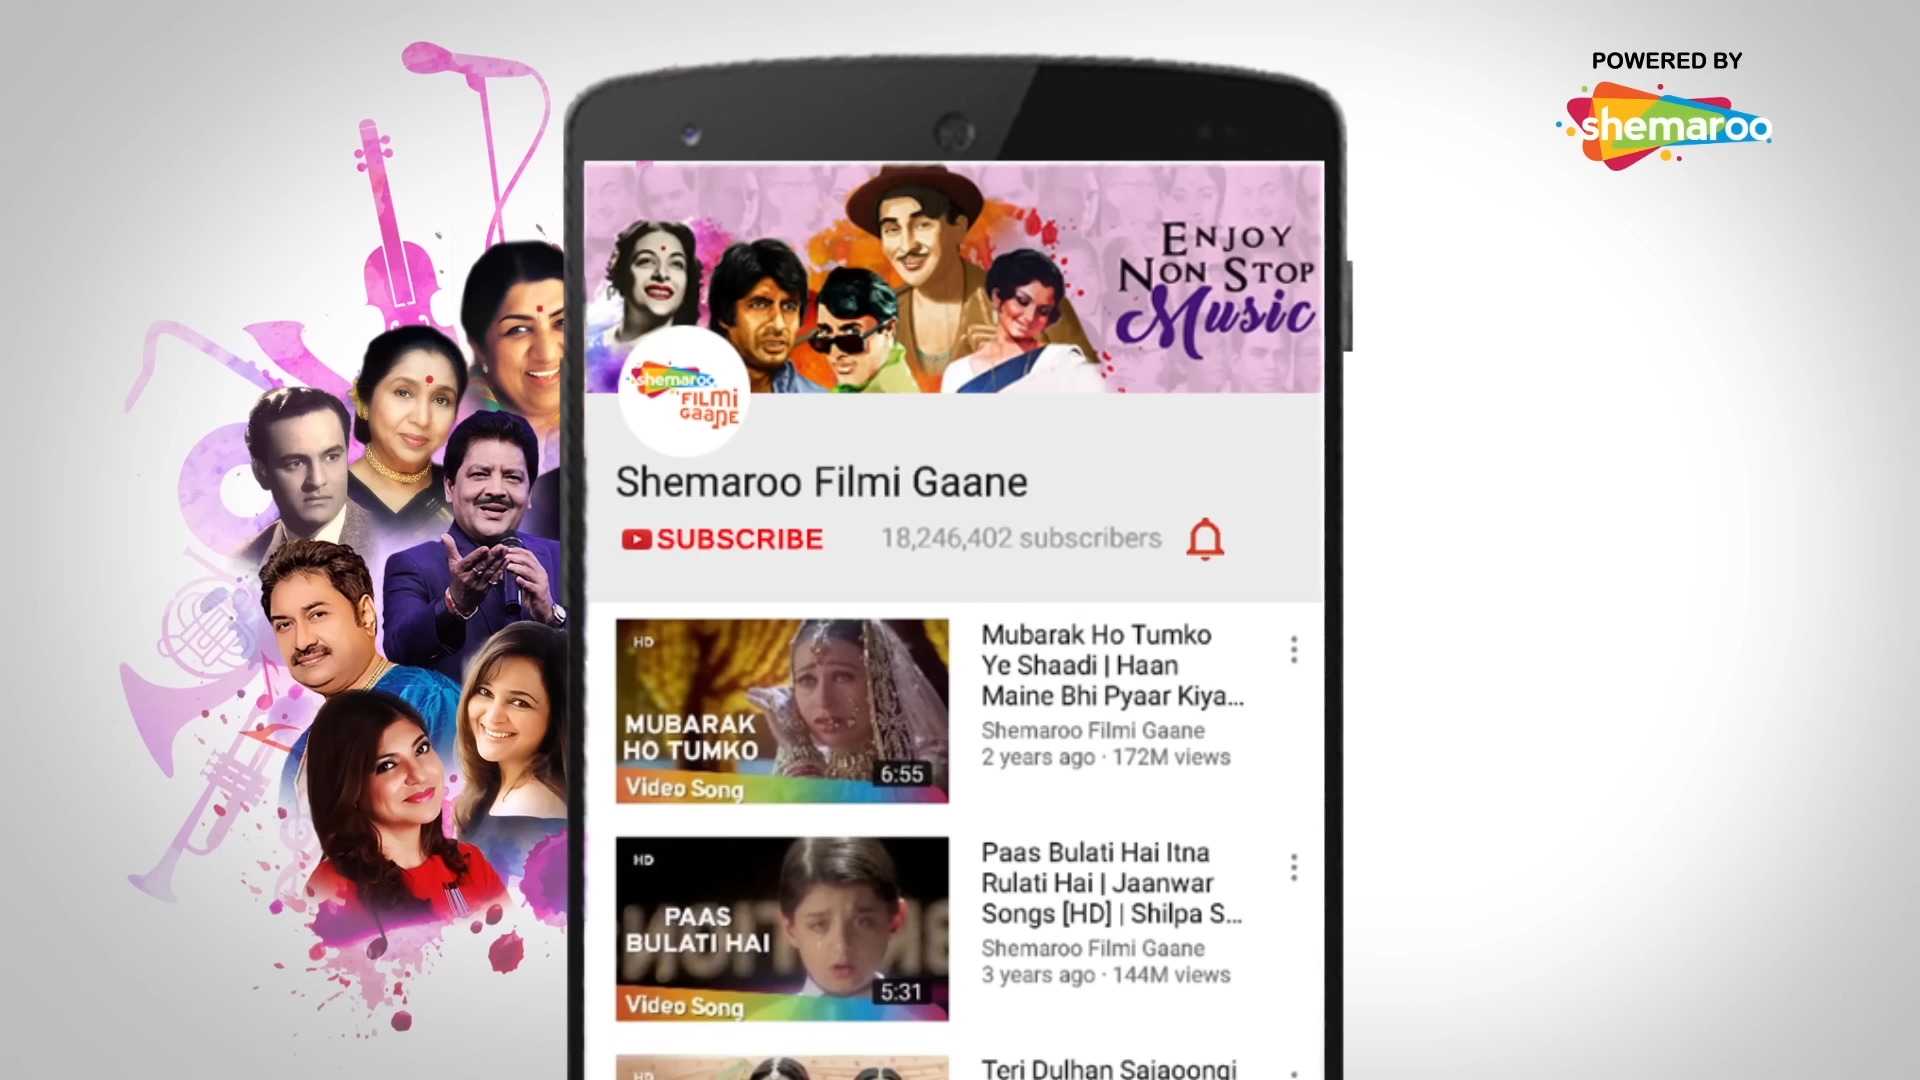 POWERED BY
shemaroo
ENJOY
NON STOP
Music
shemaroo
FILMI
GAANE
Shemaroo Filmi Gaane
SUBSCRIBE 18,246,402 subscribers
HD
MUBARAK
HO TUMKO
Video Song
6:55
Mubarak Ho Tumko
Ye Shaadi | Haan
Maine Bhi Pyaar Kiya...
Shemaroo Filmi Gaane
2 years ago · 172M views
HD
PAAS
BULATI HAI
Video Song
5:31
Paas Bulati Hai Itna
Rulati Hai | Jaanwar
Songs [HD] | Shilpa S...
Shemaroo Filmi Gaane
3 years ago · 144M views
HD
Teri Dulhan Sajaoongi